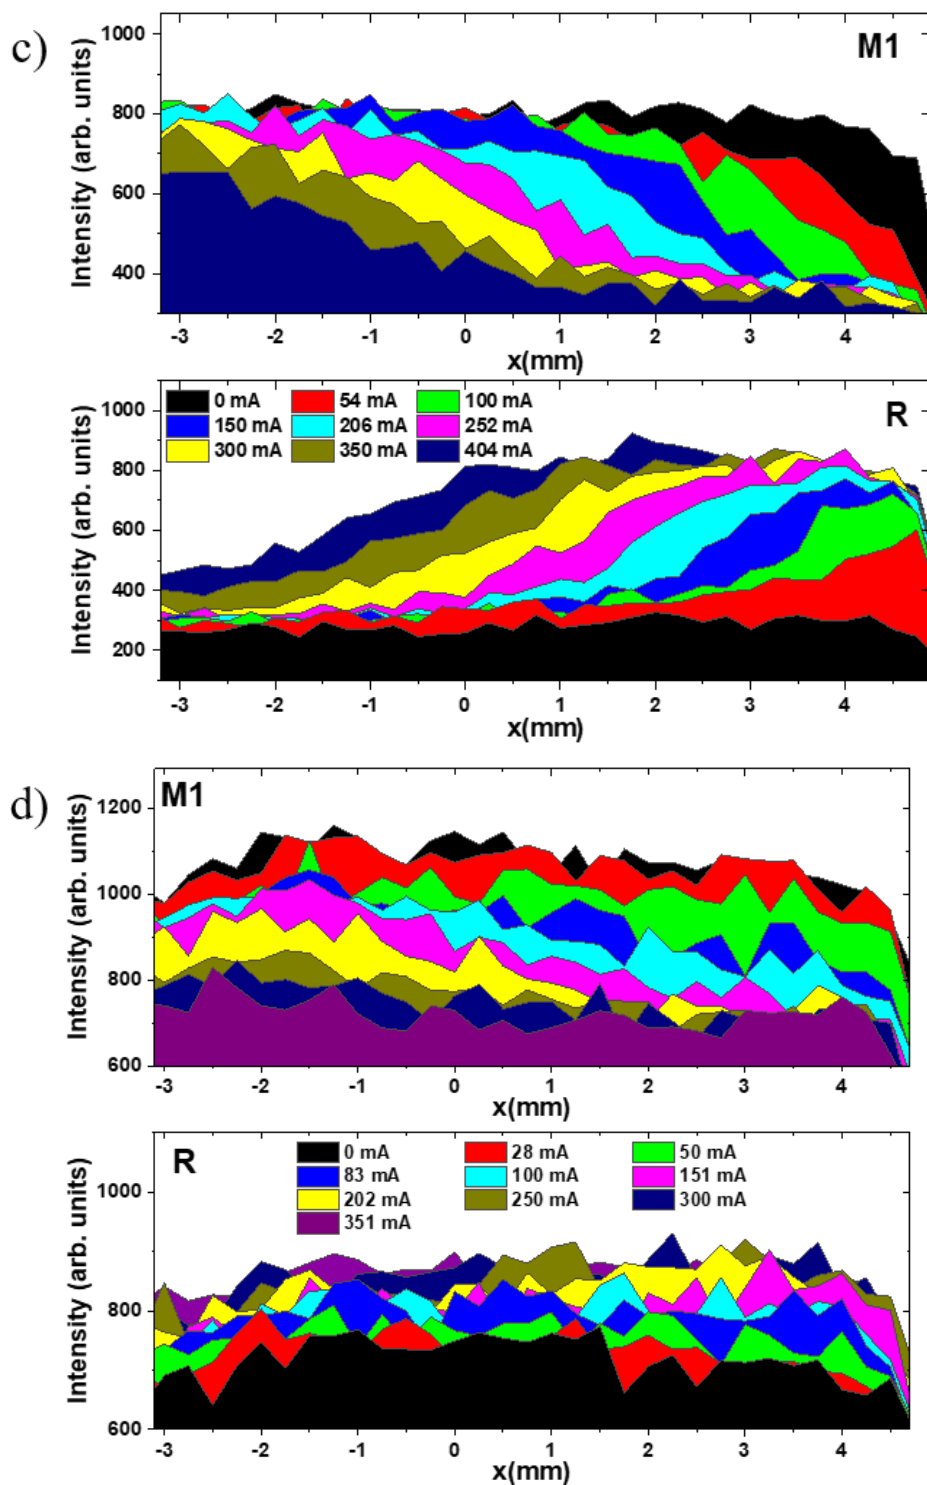 c)
M1
Intensity (arb. units)
1000
800
600
400
-3 -2 -1 0 1 2 3 4
x(mm)
R
Intensity (arb. units)
0 mA 54 mA 100 mA
150 mA 206 mA 252 mA
300 mA 350 mA 404 mA
1000
800
600
400
200
-3 -2 -1 0 1 2 3 4
x(mm)
d)
M1
Intensity (arb. units)
1200
1000
800
600
-3 -2 -1 0 1 2 3 4
x(mm)
R
Intensity (arb. units)
0 mA 28 mA 50 mA
83 mA 100 mA 151 mA
202 mA 250 mA 300 mA
351 mA
1000
800
600
-3 -2 -1 0 1 2 3 4
x(mm)